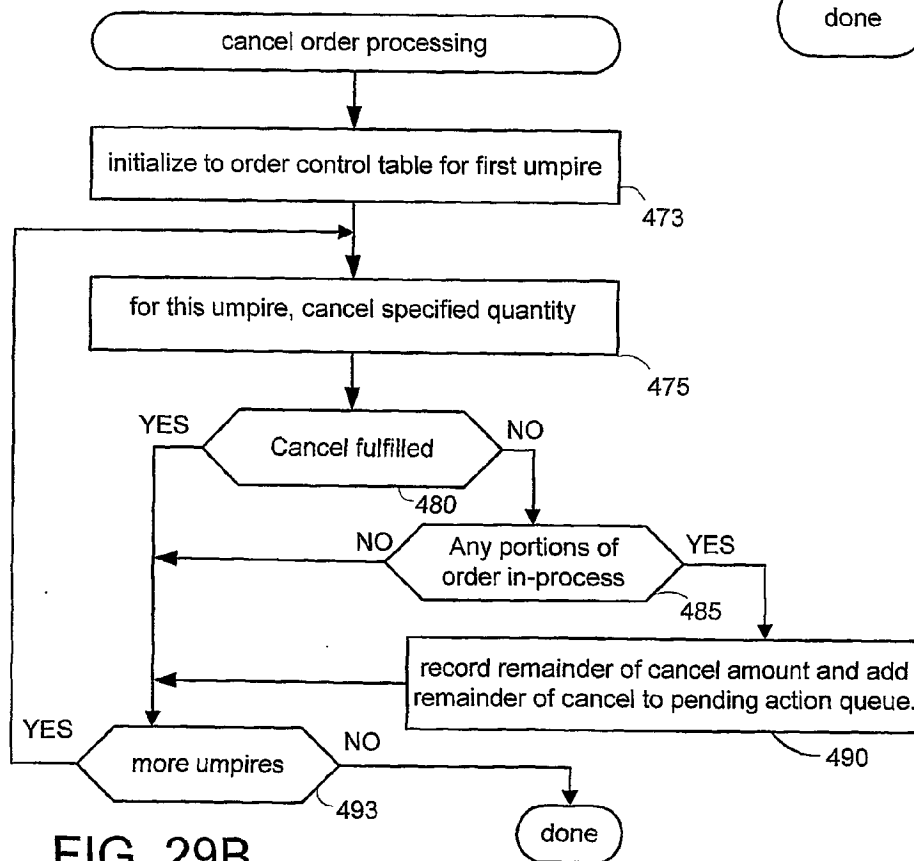 done
cancel order processing
initialize to order control table for first umpire
473
for this umpire, cancel specified quantity
475
YES
NO
Cancel fulfilled
480
NO
YES
Any portions of
order in-process
485
record remainder of cancel amount and add
remainder of cancel to pending action queue.
490
YES
NO
more umpires
493
done
FIG. 29B